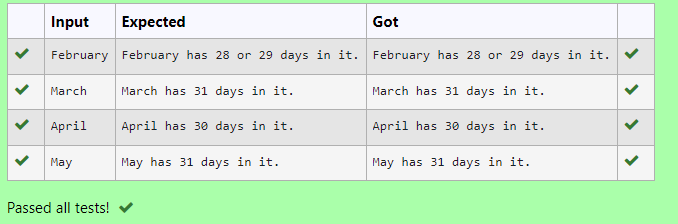 Input Expected Got
February February has 28 or 29 days in it. February has 28 or 29 days in it.
March March has 31 days in it. March has 31 days in it.
April April has 30 days in it. April has 30 days in it.
May May has 31 days in it. May has 31 days in it.
Passed all tests!